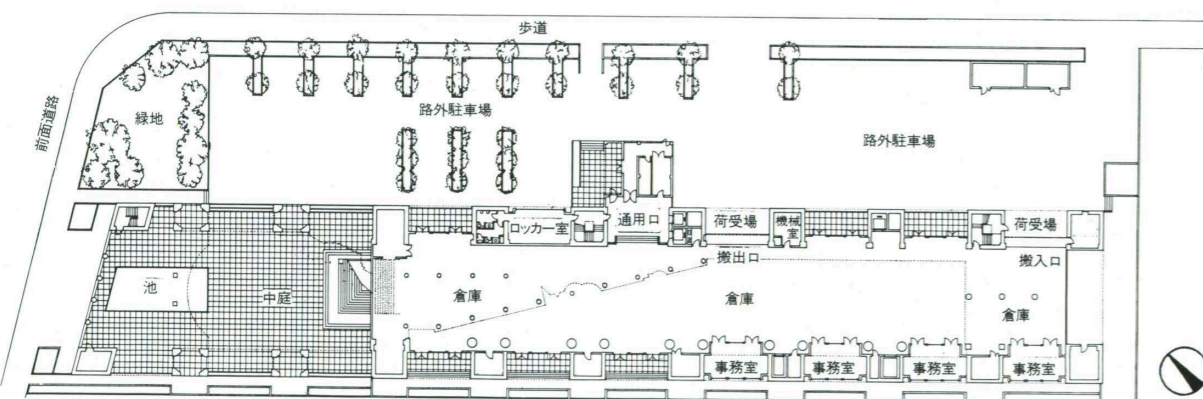 歩道
前面道路
緑地
路外駐車場
路外駐車場
ロッカー室
通用口
荷受場
機械室
荷受場
搬出口
搬入口
池
中庭
倉庫
倉庫
倉庫
事務室
事務室
事務室
事務室